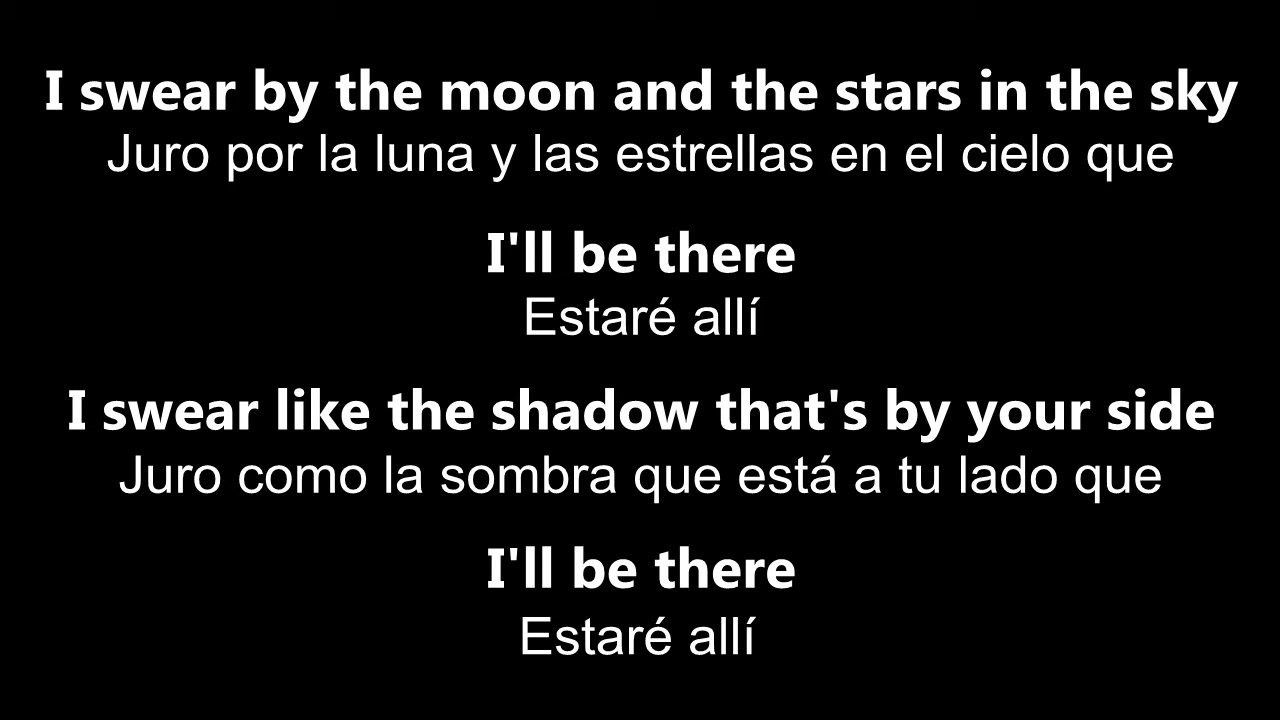 I swear by the moon and the stars in the sky
Juro por la luna y las estrellas en el cielo que
I'll be there
Estaré allí
I swear like the shadow that's by your side
Juro como la sombra que está a tu lado que
I'll be there
Estaré allí